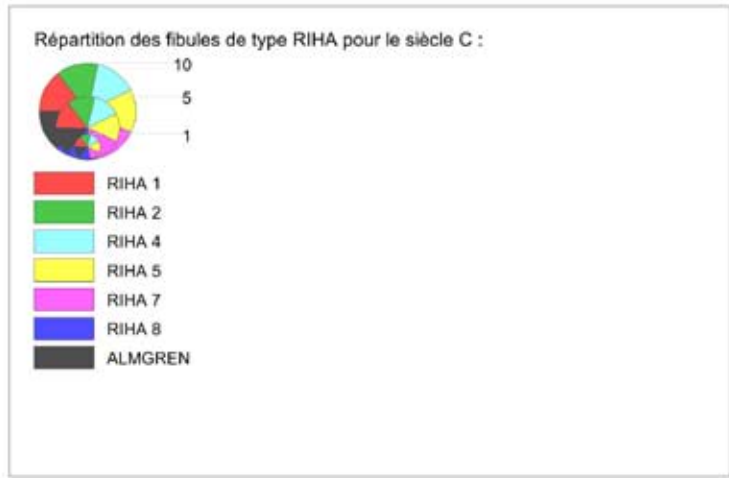 Répartition des fibules de type RIHA pour le siècle C :
10
5
1
RIHA 1
RIHA 2
RIHA 4
RIHA 5
RIHA 7
RIHA 8
ALMGREN